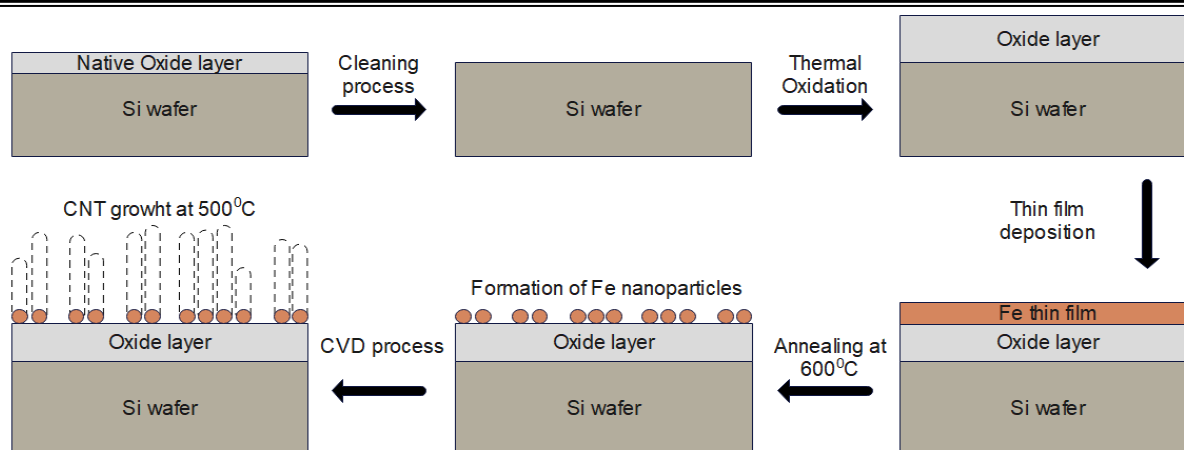 Native Oxide layer
Si wafer
Cleaning
process
Si wafer
Thermal
Oxidation
Oxide layer
Si wafer
Thin film
deposition
Fe thin film
Oxide layer
Si wafer
Annealing at
600⁰C
Formation of Fe nanoparticles
Oxide layer
Si wafer
CVD process
CNT growht at 500⁰C
Oxide layer
Si wafer